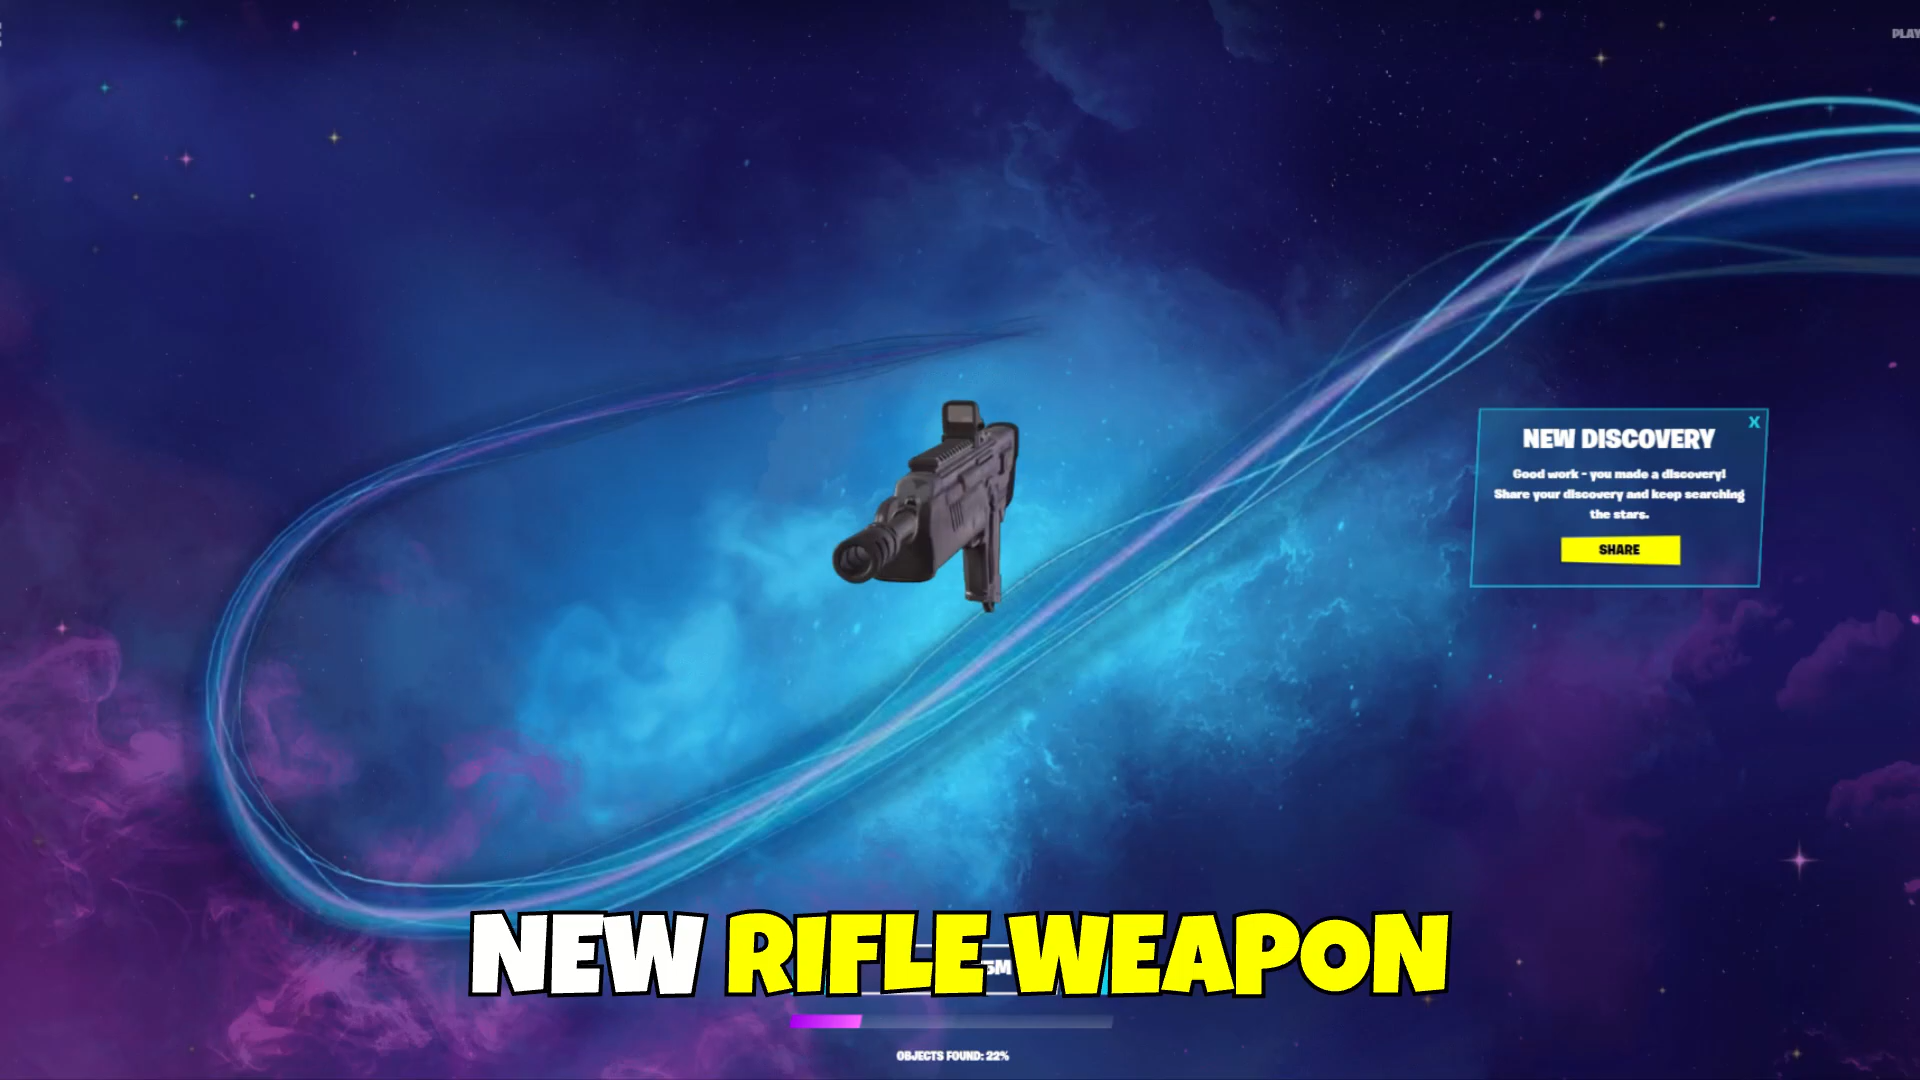 PLAY
X
NEW DISCOVERY
Good work - you made a discovery!
Share your discovery and keep searching
the stars.
SHARE
NEW RIFLE WEAPON
OBJECTS FOUND: 22%